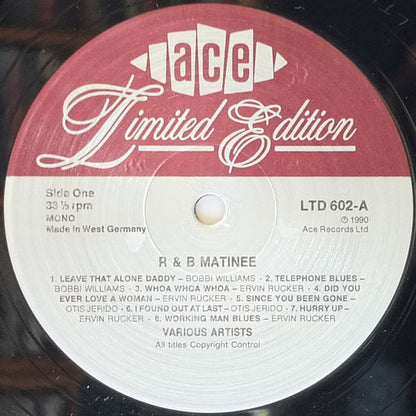 ace
Limited Edition
Side One
33 ⅓ rpm
MONO
Made In West Germany
LTD 602-A
℗ 1990
Ace Records Ltd
R & B MATINEE
1. LEAVE THAT ALONE DADDY – BOBBI WILLIAMS · 2. TELEPHONE BLUES –
BOBBI WILLIAMS · 3. WHOA WHOA WHOA – ERVIN RUCKER · 4. DID YOU
EVER LOVE A WOMAN – ERVIN RUCKER · 5. SINCE YOU BEEN GONE –
OTIS JERIDO · 6. I FOUND OUT AT LAST – OTIS JERIDO · 7. HURRY UP –
ERVIN RUCKER · 8. WORKING MAN BLUES – ERVIN RUCKER
VARIOUS ARTISTS
All titles Copyright Control